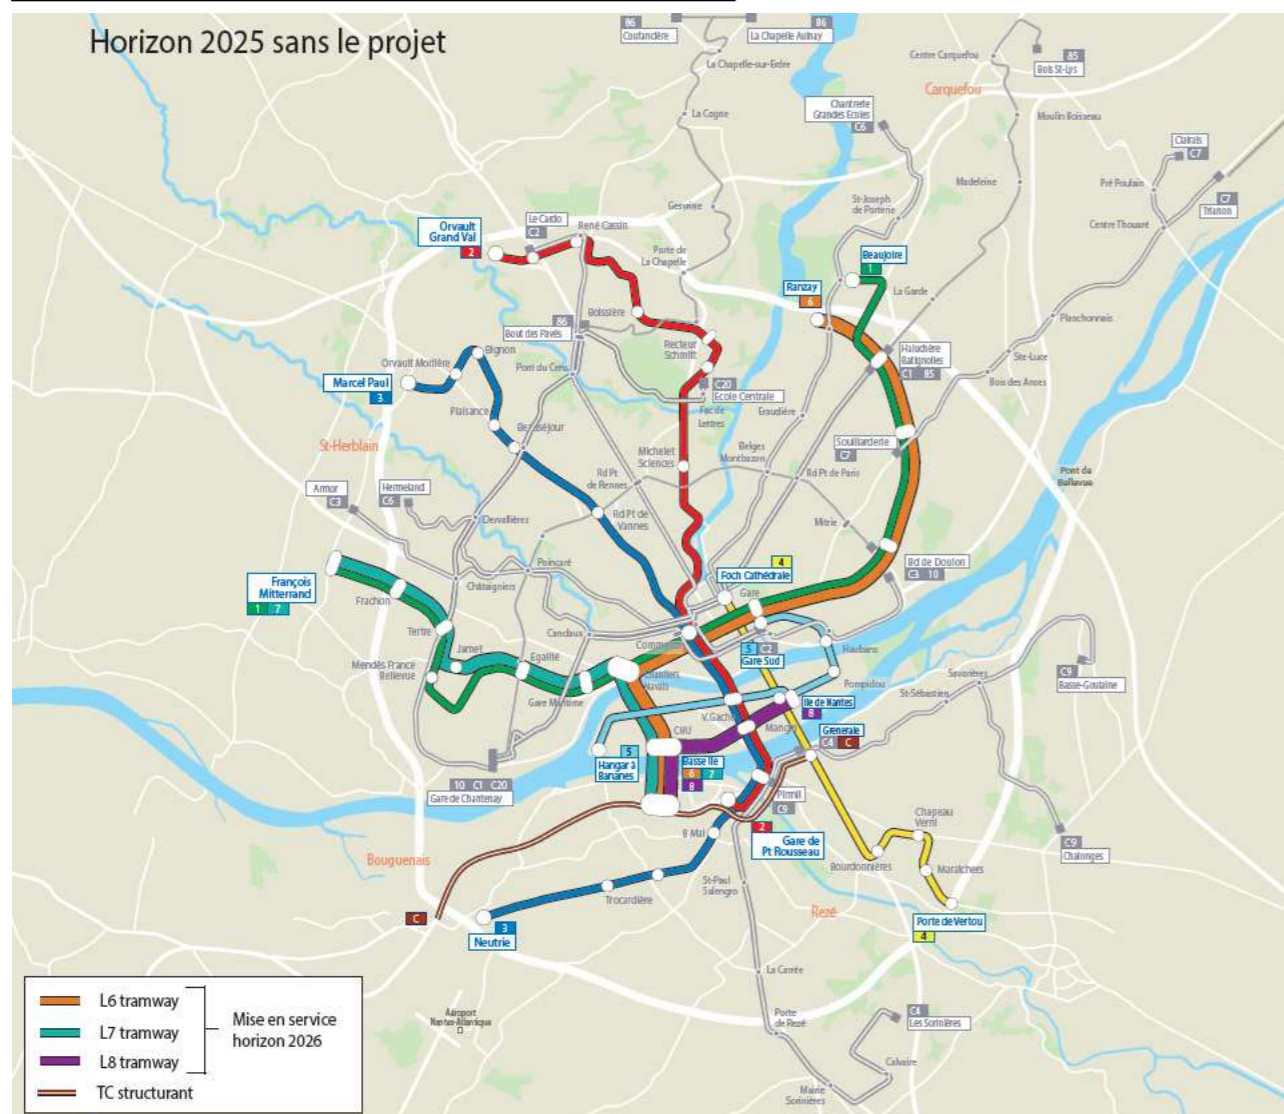 Horizon 2025 sans le projet
86
Coutancière
86
La Chapelle Aulnay
La Chapelle-sur-Erdre
Centre Carquefou
85
Bois St-Lys
Carquefou
Chantrerie
Grandes Ecoles
C6
La Cogne
Moulin Boisseau
Clairais
C7
Madeleine
Pré Poulain
C7
Trianon
St-Joseph
de Porterie
Gesvrine
Centre Thouaré
Orvault
Grand Val
2
Le Cardo
C2
René Cassin
Porte de
La Chapelle
Beaujoire
1
Ranzay
6
La Garde
Boissière
Planchonnais
86
Bout des Pavés
Recteur
Schmitt
Haluchère
Batignolles
C1 85
Ste-Luce
Orvault Morlière
Bignon
Pont du Cens
Marcel Paul
3
C20
Ecole Centrale
Bois des Anses
Plaisance
Fac de
Lettres
Eraudière
Beauséjour
St-Herblain
Souillarderie
C7
Michelet
Sciences
Belges
Montbazon
Rd Pt
de Rennes
Rd Pt de Paris
Pont de
Bellevue
Armor
C3
Hermeland
C6
Dervallières
Rd Pt de
Vannes
Mitrie
4
Foch Cathédrale
Bd de Doulon
C3 10
Poincaré
François
Mitterrand
1 7
Châtaigniers
Gare
Frachon
Tertre
Canclaux
Commerce
5 C2
Gare Sud
Haubans
Mendès France
Bellevue
Jamet
Egalité
Chantiers
Navals
Pompidou
Savarières
C9
Basse-Goulaine
St-Sébastien
Gare Maritime
Ile de Nantes
8
V.Gache
Mangin
CHU
Greneraie
C4 C
5
Hangar à
Bananes
Basse Ile
6 7
8
10 C1 C20
Gare de Chantenay
Pirmil
C9
Chapeau
Verni
8 Mai
2
Gare de
Pt Rousseau
C9
Chalonges
Bouguenais
Bourdonnières
Maraîchers
St-Paul
Salengro
Trocardière
Rezé
C
3
Neutrie
Porte de Vertou
4
La Carrée
L6 tramway
L7 tramway
L8 tramway
Mise en service
horizon 2026
TC structurant
Aéroport
Nantes-Atlantique
Porte
de Rezé
C4
Les Sorinières
Calvaire
Mairie
Sorinières